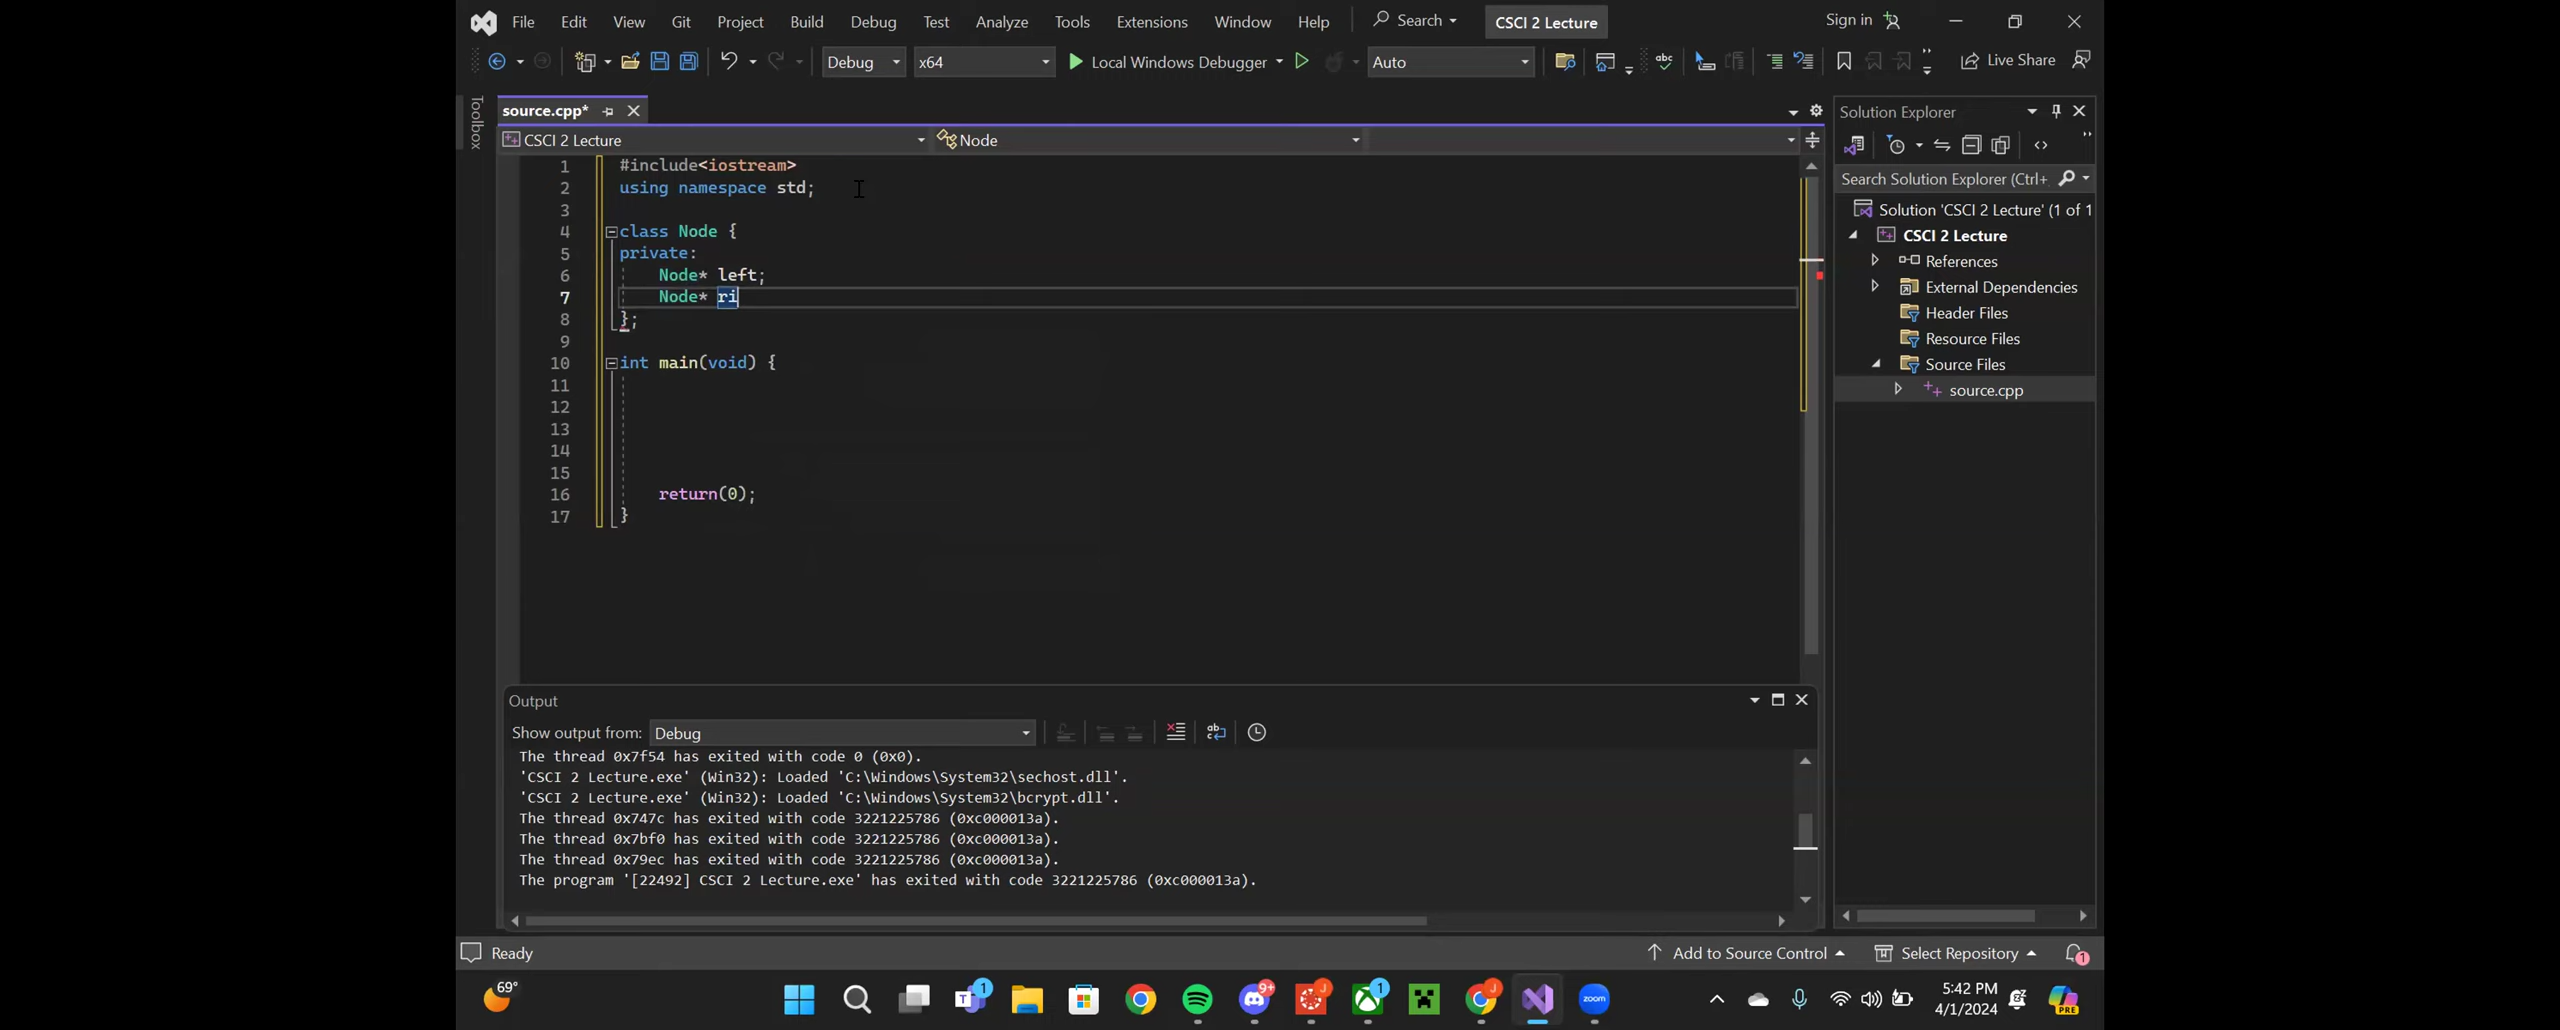 File Edit View Git Project Build Debug Test Analyze Tools Extensions Window Help Search CSCI 2 Lecture Sign in
Debug x64 Local Windows Debugger Auto abc Live Share
Toolbox
source.cpp*
CSCI 2 Lecture Node
1 #include<iostream>
2 using namespace std;
3
4 class Node {
5 private:
6 Node* left;
7 Node* ri
8 };
9
10 int main(void) {
11
12
13
14
15
16 return(0);
17 }
Solution Explorer
Search Solution Explorer (Ctrl+
Solution 'CSCI 2 Lecture' (1 of 1
CSCI 2 Lecture
References
External Dependencies
Header Files
Resource Files
Source Files
source.cpp
Output
Show output from: Debug
The thread 0x7f54 has exited with code 0 (0x0).
'CSCI 2 Lecture.exe' (Win32): Loaded 'C:\Windows\System32\sechost.dll'.
'CSCI 2 Lecture.exe' (Win32): Loaded 'C:\Windows\System32\bcrypt.dll'.
The thread 0x747c has exited with code 3221225786 (0xc000013a).
The thread 0x7bf0 has exited with code 3221225786 (0xc000013a).
The thread 0x79ec has exited with code 3221225786 (0xc000013a).
The program '[22492] CSCI 2 Lecture.exe' has exited with code 3221225786 (0xc000013a).
Ready Add to Source Control Select Repository 1
69° T 1 9+ J 1 J zoom 5:42 PM PRE
4/1/2024